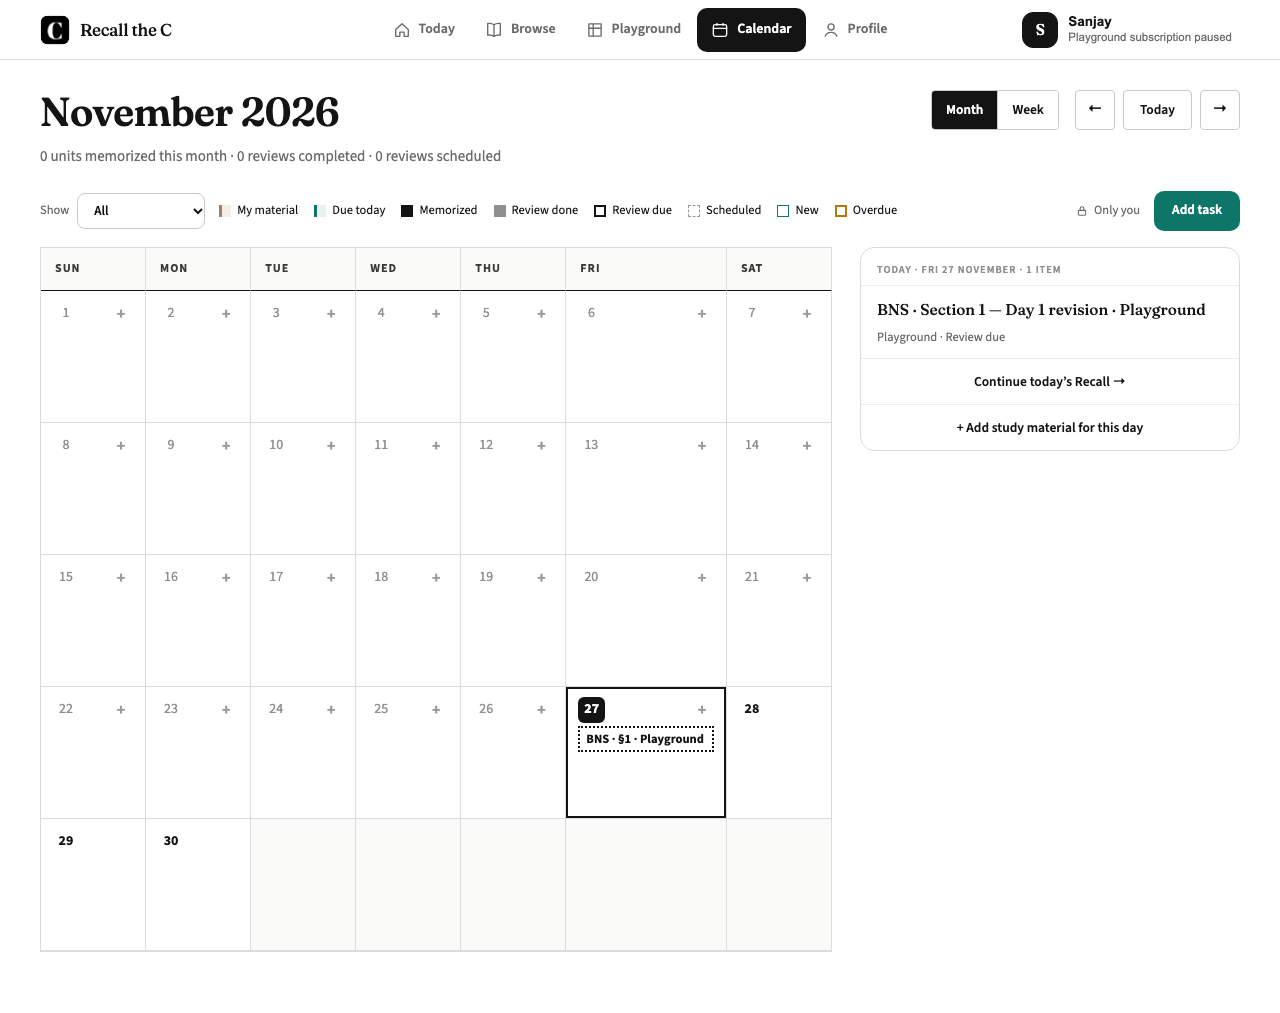 C Recall the C
Today Browse Playground Calendar Profile
S Sanjay
Playground subscription paused
November 2026
Month Week ← Today →
0 units memorized this month · 0 reviews completed · 0 reviews scheduled
Show All My material Due today Memorized Review done Review due Scheduled New Overdue Only you Add task
SUN MON TUE WED THU FRI SAT
1 + 2 + 3 + 4 + 5 + 6 + 7 +
8 + 9 + 10 + 11 + 12 + 13 + 14 +
15 + 16 + 17 + 18 + 19 + 20 + 21 +
22 + 23 + 24 + 25 + 26 + 27 + 28
BNS · §1 · Playground
29 30
TODAY · FRI 27 NOVEMBER · 1 ITEM
BNS · Section 1 — Day 1 revision · Playground
Playground · Review due
Continue today’s Recall →
+ Add study material for this day